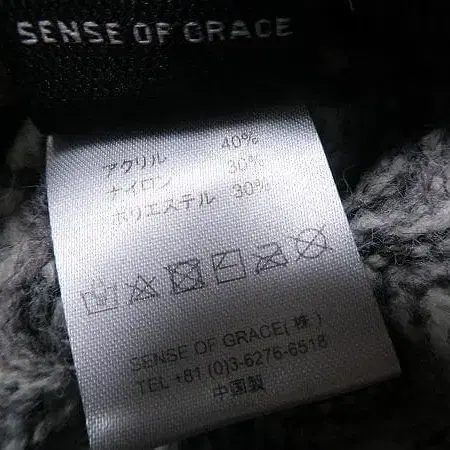 SENSE OF GRACE
アクリル 40%
ナイロン 30%
ポリエステル 30%
SENSE OF GRACE(株)
TEL +81 (0)3-6276-6518
中国製